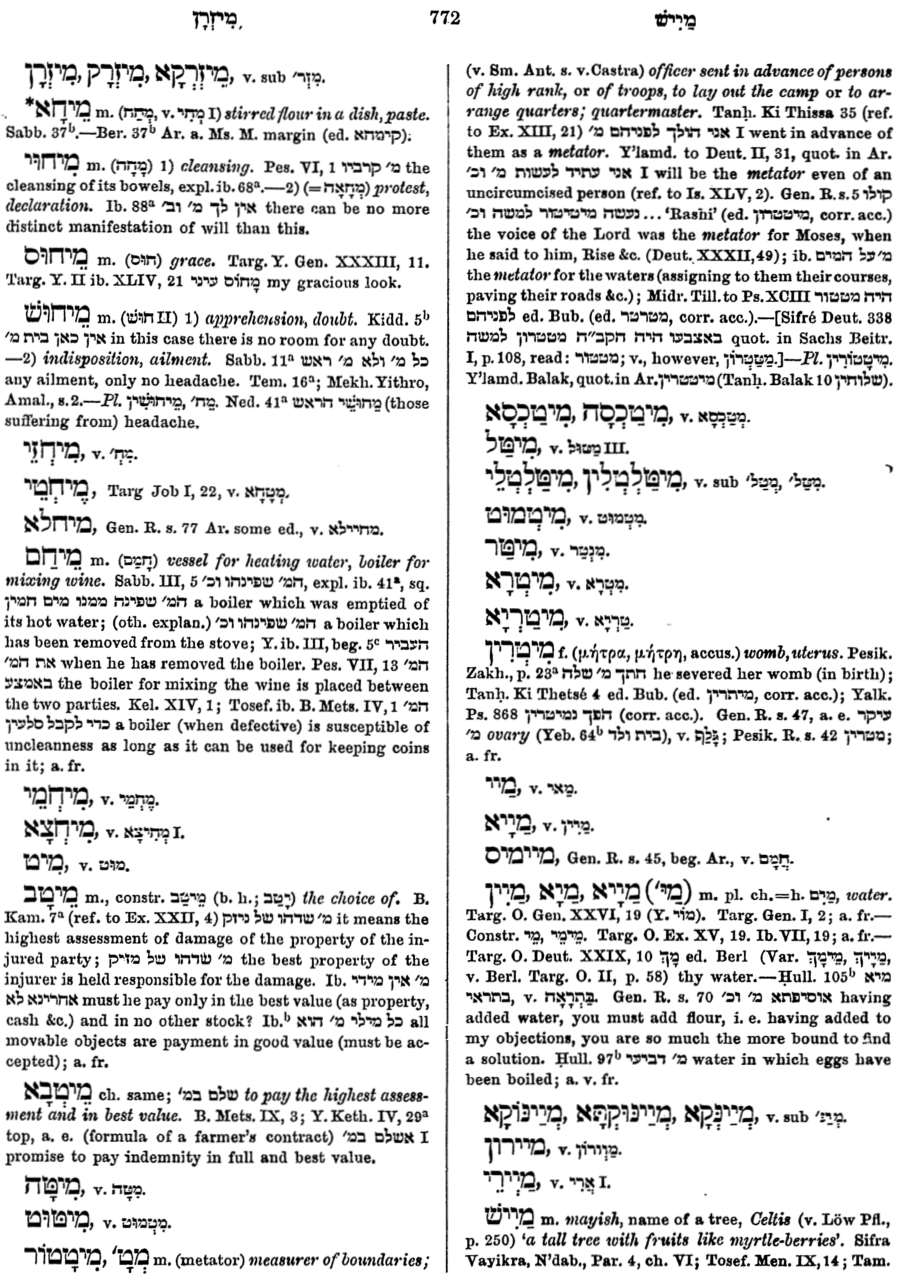 מִיזְרָן
772
מַיִישׁ
מִיזְרָן, מִיזְרָק, מֵיזְרְקָא, v. sub מִזְר׳.
*מִיחָא m. (מָחָה, v. מְחִי I) stirred flour in a dish, paste.
Sabb. 37b.—Ber. 37b Ar. a. Ms. M. margin (ed. קימחא).
מִיחוּי m. (מָחָה) 1) cleansing. Pes. VI, 1 מ׳ קרביו the
cleansing of its bowels, expl. ib. 68a.—2) (=מְחָאָה) protest,
declaration. Ib. 88a אין לך מ׳ וכ׳ there can be no more
distinct manifestation of will than this.
מֵיחוּס m. (חוּס) grace. Targ. Y. Gen. XXXIII, 11.
Targ. Y. II ib. XLIV, 21 מָחוֹס עיני my gracious look.
מֵיחוּשׁ m. (חוּשׁ II) 1) apprehension, doubt. Kidd. 5b
אין כאן בית מ׳ in this case there is no room for any doubt.
—2) indisposition, ailment. Sabb. 11a כל מ׳ ולא מ׳ ראש
any ailment, only no headache. Tem. 16a; Mekh. Yithro,
Amal., s. 2.—Pl. מֵיחוּשִׁין, מח׳. Ned. 41a מַחוּשֵׁי הראש (those
suffering from) headache.
מִיחְזֵי, v. מִחְ׳.
מֶיחְטֵי, Targ Job I, 22, v. מְטָחָא.
מיחלא, Gen. R. s. 77 Ar. some ed., v. מחיילא.
מֵיחַם m. (חָמַם) vessel for heating water, boiler for
mixing wine. Sabb. III, 5 המ׳ שפינהו וכ׳, expl. ib. 41a, sq.
המ׳ שפינה ממנו מים חמין a boiler which was emptied of
its hot water; (oth. explan.) המ׳ שפינהו וכ׳ a boiler which
has been removed from the stove; Y. ib. III, beg. 5c העביר
את המ׳ when he has removed the boiler. Pes. VII, 13 המ׳
באמצע the boiler for mixing the wine is placed between
the two parties. Kel. XIV, 1; Tosef. ib. B. Mets. IV, 1 המ׳
כדי לקבל סלעין a boiler (when defective) is susceptible of
uncleanness as long as it can be used for keeping coins
in it; a. fr.
מִיחְמֵי, v. מֶחְמֵי.
מִיחְצָא, v. מְחִיצָא I.
מִיט, v. מוּט.
מֵיטָב m., constr. מֵיטַב (b. h.; יָטַב) the choice of. B.
Kam. 7a (ref. to Ex. XXII, 4) מ׳ שדהו של ניזק it means the
highest assessment of damage of the property of the in-
jured party; מ׳ שדהו של מזיק the best property of the
injurer is held responsible for the damage. Ib. מ׳ אין מידי
אחרינא לא must he pay only in the best value (as property,
cash &c.) and in no other stock? Ib.b כל מילי מ׳ הוא all
movable objects are payment in good value (must be ac-
cepted); a. fr.
מֵיטְבָא ch. same; שלם במ׳ to pay the highest assess-
ment and in best value. B. Mets. IX, 3; Y. Keth. IV, 29a
top, a. e. (formula of a farmer's contract) אשלם במ׳ I
promise to pay indemnity in full and best value.
מִיטָּה, v. מִטָּה.
מִיטּוּט, v. מִטְמוּט.
מִיטָטוֹר, מְטָ׳ m. (metator) measurer of boundaries;
(v. Sm. Ant. s. v. Castra) officer sent in advance of persons
of high rank, or of troops, to lay out the camp or to ar-
range quarters; quartermaster. Tanḥ. Ki Thissa 35 (ref.
to Ex. XIII, 21) אני הולך לפניהם מ׳ I went in advance of
them as a metator. Y'lamd. to Deut. II, 31, quot. in Ar.
אני עתיד לעשות מ׳ וכ׳ I will be the metator even of an
uncircumcised person (ref. to Is. XLV, 2). Gen. R. s. 5 קולו
נעשה מיטיטור למשה וכ׳ ... 'Rashi' (ed. מיטטרון, corr. acc.)
the voice of the Lord was the metator for Moses, when
he said to him, Rise &c. (Deut. XXXII, 49); ib. מ׳ על המים
the metator for the waters (assigning to them their courses,
paving their roads &c.); Midr. Till. to Ps. XCIII היה מטטור
לפניהם ed. Bub. (ed. מטרטר, corr. acc.).—[Sifré Deut. 338
באצבעו היה הקב״ה מטטרון למשה quot. in Sachs Beitr.
I, p. 108, read: מטטור; v., however, מְטַטְרוֹן.]—Pl. מִיטָטוֹרִין.
Y'lamd. Balak, quot. in Ar. מיטטרין (Tanḥ. Balak 10 שלוחין).
מִיטַכְסָא, מִיטַכְסָה, v. מְטַכְסָא.
מִיטַל, v. מַטּוּל III.
מִיטַלְטְלִין, מִיטַּלְטְלֵי, v. sub מְטַל׳, מִטַּל׳.
מִיטְמוּט, v. מִטְמוּט.
מִיטַּר, v. מִנְטַר.
מִיטְרָא, v. מִטְרָא.
מִיטַרְיָא, v. טַרְיָא.
מִיטְרִין f. (μήτρα, μήτρη, accus.) womb, uterus. Pesik.
Zakh., p. 23a חתך מ׳ שלה he severed her womb (in birth);
Tanḥ. Ki Thetsé 4 ed. Bub. (ed. מיתרין, corr. acc.); Yalk.
Ps. 868 הפך נמיטרין (corr. acc.). Gen. R. s. 47, a. e. עיקר
מ׳ ovary (Yeb. 64b בית ולד), v. גָּלַף; Pesik. R. s. 42 מטרין;
a. fr.
מַיי, v. מאי.
מַיָּיא, v. מַיִין.
מיימיס, Gen. R. s. 45, beg. Ar., v. חֲמָם.
מַיִין, מַיָּא, מַיָּיא (מַוֵּ׳) m. pl. ch.=h. מַיִם, water.
Targ. O. Gen. XXVI, 19 (Y. מוֹי). Targ. Gen. I, 2; a. fr.—
Constr. מֵי, מֵימֵי. Targ. O. Ex. XV, 19. Ib. VII, 19; a. fr.—
Targ. O. Deut. XXIX, 10 מָךְ ed. Berl (Var. מַיָּיךְ, מֵימָךְ,
v. Berl. Targ. O. II, p. 58) thy water.—Ḥull. 105b מיא
בתראי, v. בַּתְרָאָה. Gen. R. s. 70 אוסיפתא מ׳ וכ׳ having
added water, you must add flour, i. e. having added to
my objections, you are so much the more bound to find
a solution. Ḥull. 97b מ׳ דביעי water in which eggs have
been boiled; a. v. fr.
מַיינְקָא, מַיינוּקְתָא, מַיינוֹקָא, v. sub מַיְנ׳.
מיירון, v. מַוְורוֹן.
מַיְירֵי, v. אֲרֵי I.
מַיִישׁ m. mayish, name of a tree, Celtis (v. Löw Pfl.,
p. 250) 'a tall tree with fruits like myrtle-berries'. Sifra
Vayikra, N'dab., Par. 4, ch. VI; Tosef. Men. IX, 14; Tam.